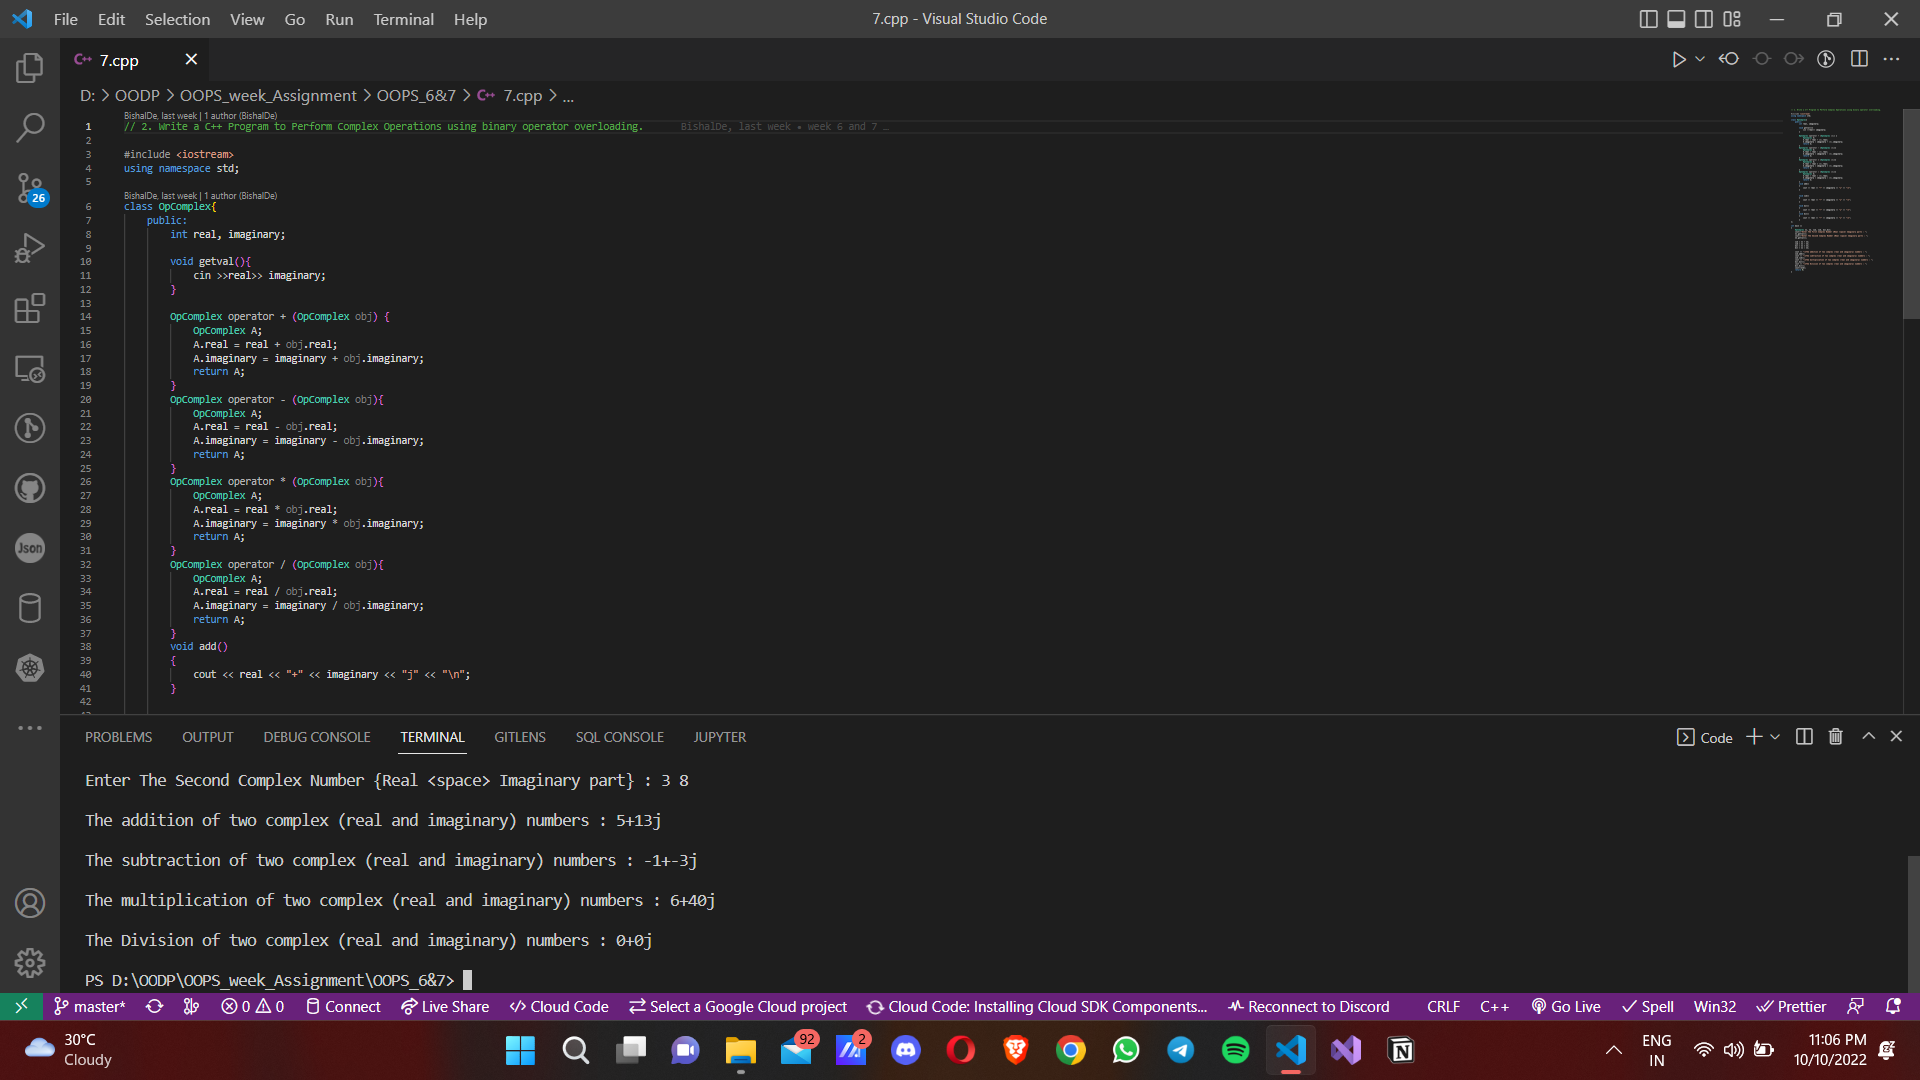 File Edit Selection View Go Run Terminal Help
7.cpp - Visual Studio Code
C++ 7.cpp
D: > OODP > OOPS_week_Assignment > OOPS_6&7 > C++ 7.cpp > ...
BishalDe, last week | 1 author (BishalDe)
1 // 2. Write a C++ Program to Perform Complex Operations using binary operator overloading. BishalDe, last week • week 6 and 7 …
2
3 #include <iostream>
4 using namespace std;
5
BishalDe, last week | 1 author (BishalDe)
6 class OpComplex{
7 public:
8 int real, imaginary;
9
10 void getval(){
11 cin >>real>> imaginary;
12 }
13
14 OpComplex operator + (OpComplex obj) {
15 OpComplex A;
16 A.real = real + obj.real;
17 A.imaginary = imaginary + obj.imaginary;
18 return A;
19 }
20 OpComplex operator - (OpComplex obj){
21 OpComplex A;
22 A.real = real - obj.real;
23 A.imaginary = imaginary - obj.imaginary;
24 return A;
25 }
26 OpComplex operator * (OpComplex obj){
27 OpComplex A;
28 A.real = real * obj.real;
29 A.imaginary = imaginary * obj.imaginary;
30 return A;
31 }
32 OpComplex operator / (OpComplex obj){
33 OpComplex A;
34 A.real = real / obj.real;
35 A.imaginary = imaginary / obj.imaginary;
36 return A;
37 }
38 void add()
39 {
40 cout << real << "+" << imaginary << "j" << "\n";
41 }
42
26
Json
PROBLEMS OUTPUT DEBUG CONSOLE TERMINAL GITLENS SQL CONSOLE JUPYTER
Code
Enter The Second Complex Number {Real <space> Imaginary part} : 3 8
The addition of two complex (real and imaginary) numbers : 5+13j
The subtraction of two complex (real and imaginary) numbers : -1+-3j
The multiplication of two complex (real and imaginary) numbers : 6+40j
The Division of two complex (real and imaginary) numbers : 0+0j
PS D:\OODP\OOPS_week_Assignment\OOPS_6&7>
master* 0 0 Connect Live Share Cloud Code Select a Google Cloud project Cloud Code: Installing Cloud SDK Components... Reconnect to Discord CRLF C++ Go Live Spell Win32 Prettier
30°C
Cloudy
92
2
ENG
IN
11:06 PM
10/10/2022